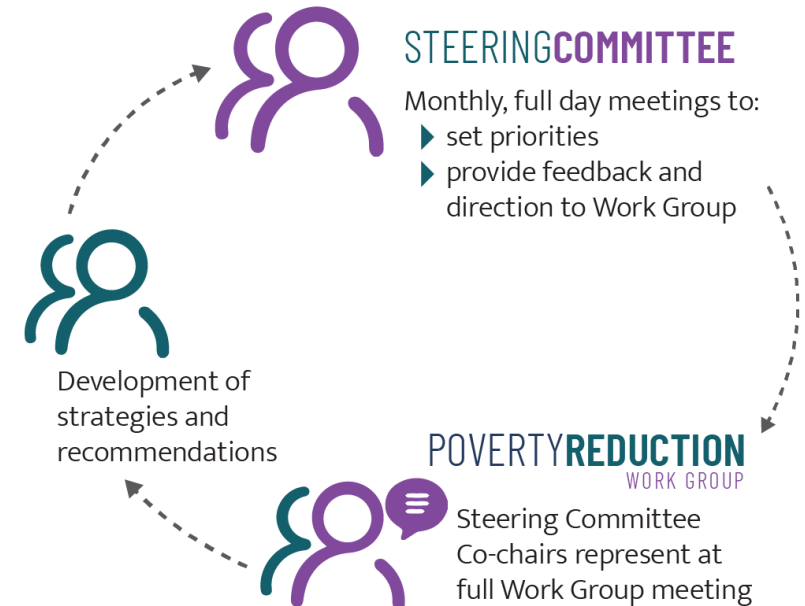 STEERINGCOMMITTEE
Monthly, full day meetings to:
set priorities
provide feedback and
direction to Work Group
Development of
strategies and
recommendations
POVERTYREDUCTION
WORK GROUP
Steering Committee
Co-chairs represent at
full Work Group meeting